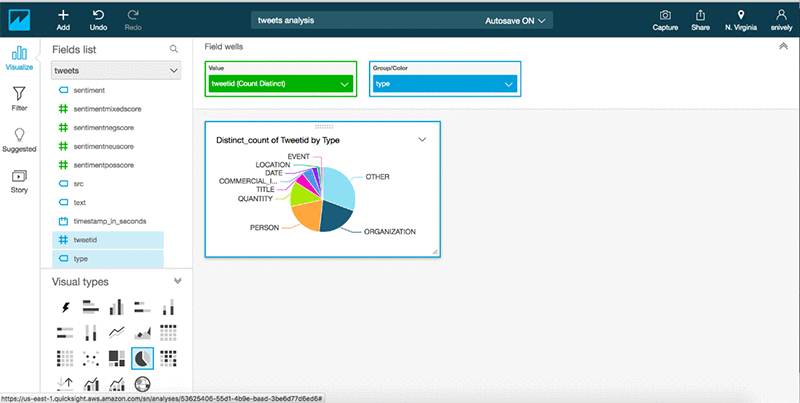 Add
Undo
Redo
tweets analysis
Autosave ON
Capture
Share
N. Virginia
snively
Visualize
Filter
Suggested
Story
Fields list
tweets
sentiment
sentimentmixedscore
sentimentnegscore
sentimentneuscore
sentimentposscore
src
text
timestamp_in_seconds
tweetid
type
Visual types
Field wells
Value
tweetid (Count Distinct)
Group/Color
type
Distinct_count of Tweetid by Type
EVENT
LOCATION
DATE
COMMERCIAL_I...
TITLE
QUANTITY
PERSON
OTHER
ORGANIZATION
https://us-east-1.quicksight.aws.amazon.com/sn/analyses/53625406-55d1-4b9e-baad-3be6d77d6ed6#